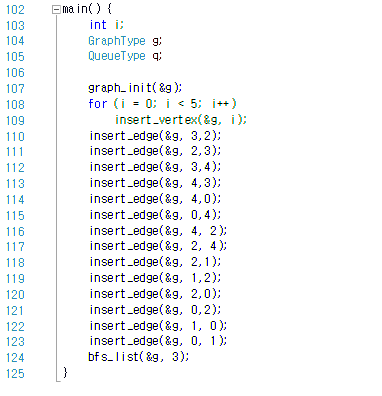 102 main() {
103 int i;
104 GraphType g;
105 QueueType q;
106
107 graph_init(&g);
108 for (i = 0; i < 5; i++)
109 insert_vertex(&g, i);
110 insert_edge(&g, 3,2);
111 insert_edge(&g, 2,3);
112 insert_edge(&g, 3,4);
113 insert_edge(&g, 4,3);
114 insert_edge(&g, 4,0);
115 insert_edge(&g, 0,4);
116 insert_edge(&g, 4, 2);
117 insert_edge(&g, 2, 4);
118 insert_edge(&g, 2,1);
119 insert_edge(&g, 1,2);
120 insert_edge(&g, 2,0);
121 insert_edge(&g, 0,2);
122 insert_edge(&g, 1, 0);
123 insert_edge(&g, 0, 1);
124 bfs_list(&g, 3);
125 }